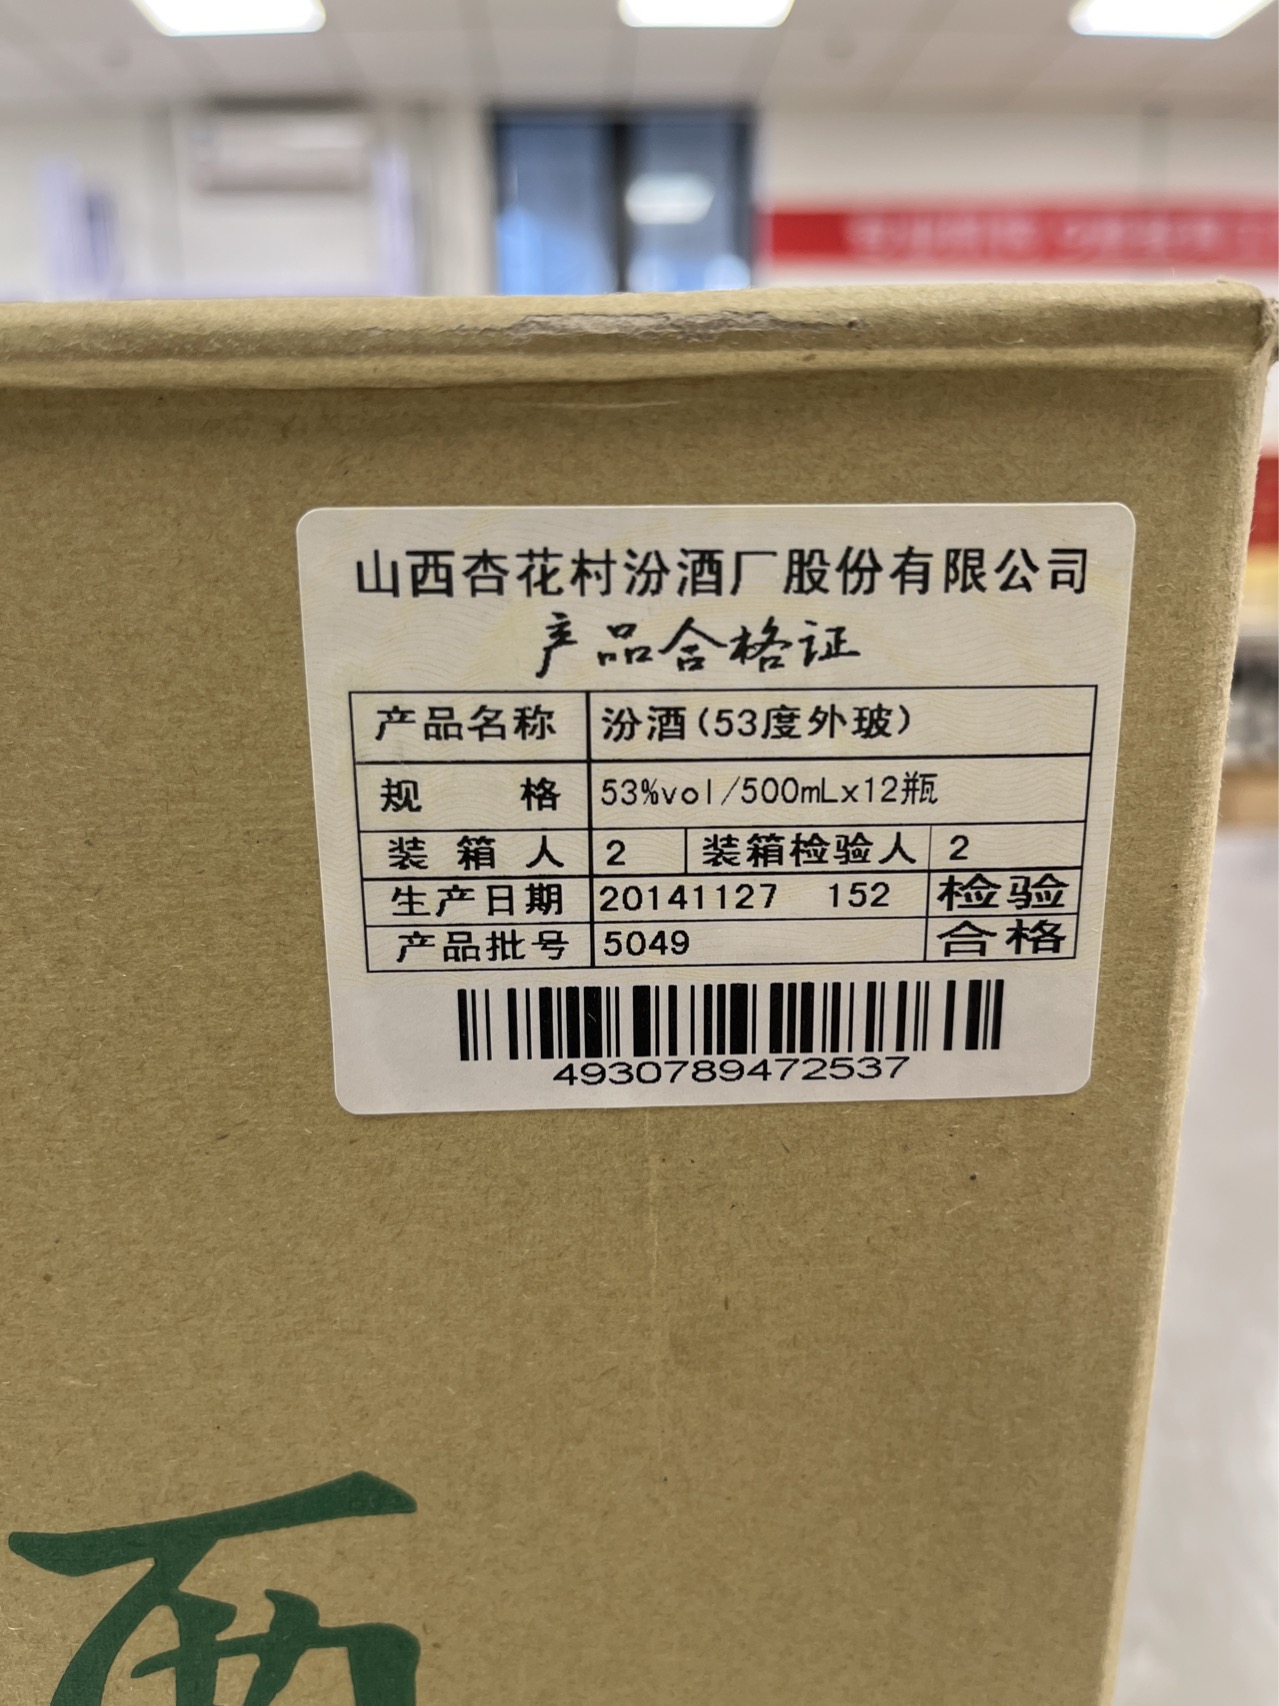 山西杏花村汾酒厂股份有限公司
产品合格证
产品名称 汾酒(53度外玻)
规格 53%vol/500mLx12瓶
装箱人 2 装箱检验人 2
生产日期 20141127 152 检验
产品批号 5049 合格
4930789472537
西